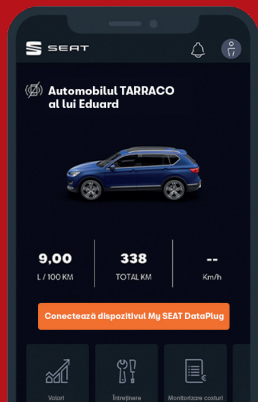 SEAT
Automobilul TARRACO
al lui Eduard
9,00
338
--
L / 100 KM
TOTAL KM
Km/h
Conectează dispozitivul My SEAT DataPlug
Valori
Întreținere
Monitorizare costuri